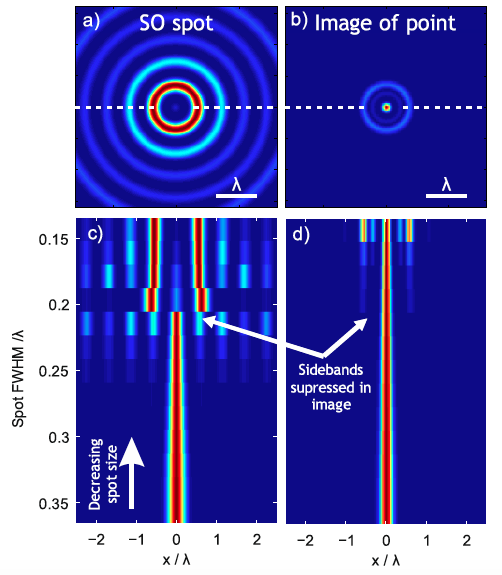 a) SO spot
b) Image of point
λ
λ
c)
d)
0.15
0.2
0.25
0.3
0.35
Spot FWHM /λ
Sidebands
supressed in
image
Decreasing
spot size
−2 −1 0 1 2
−2 −1 0 1 2
x / λ
x / λ